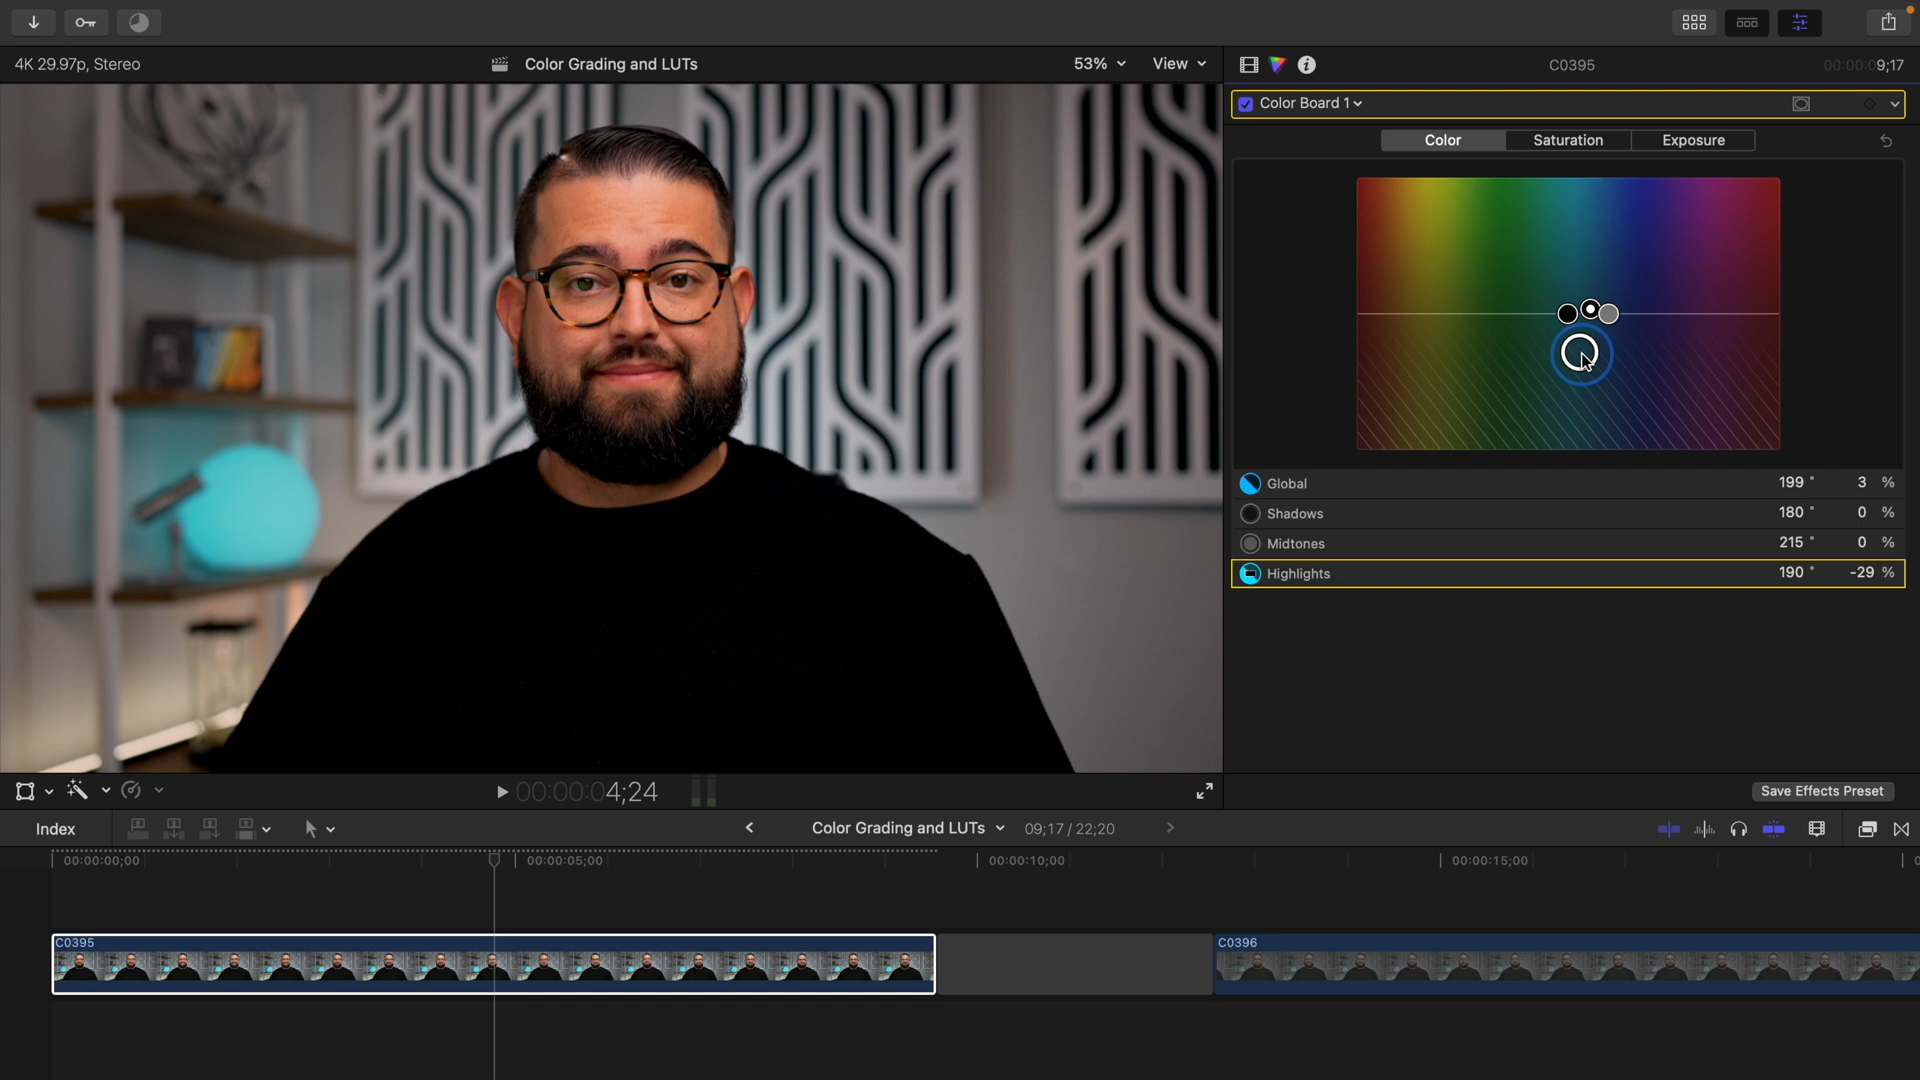 4K 29.97p, Stereo
Color Grading and LUTs
53%
View
C0395
00:00:09;17
Color Board 1
Color
Saturation
Exposure
Global 199 ° 3 %
Shadows 180 ° 0 %
Midtones 215 ° 0 %
Highlights 190 ° -29 %
00:00:04;24
Save Effects Preset
Index
Color Grading and LUTs
09;17 / 22;20
00:00:00;00
00:00:05;00
00:00:10;00
00:00:15;00
C0395
C0396